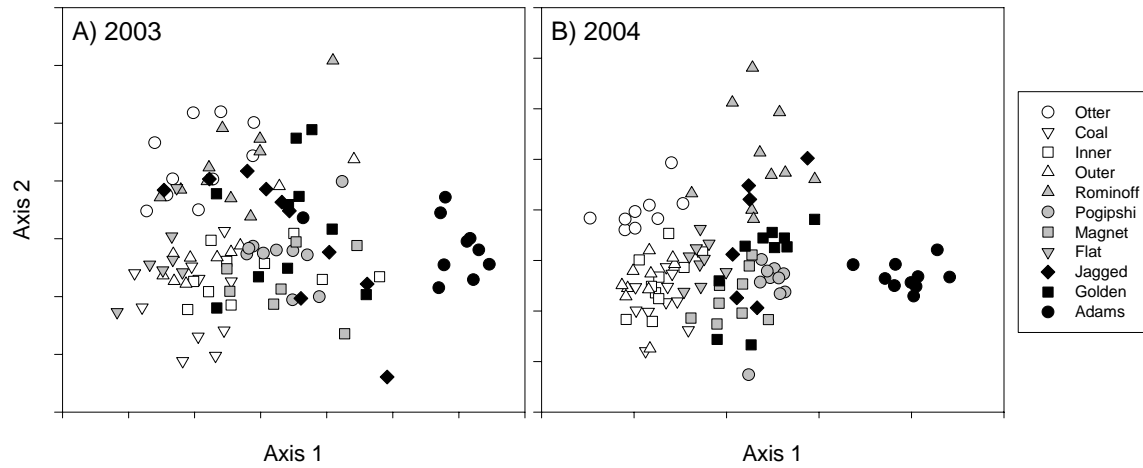 A) 2003
B) 2004
Axis 2
Axis 1
Axis 1
Otter
Coal
Inner
Outer
Rominoff
Pogipshi
Magnet
Flat
Jagged
Golden
Adams